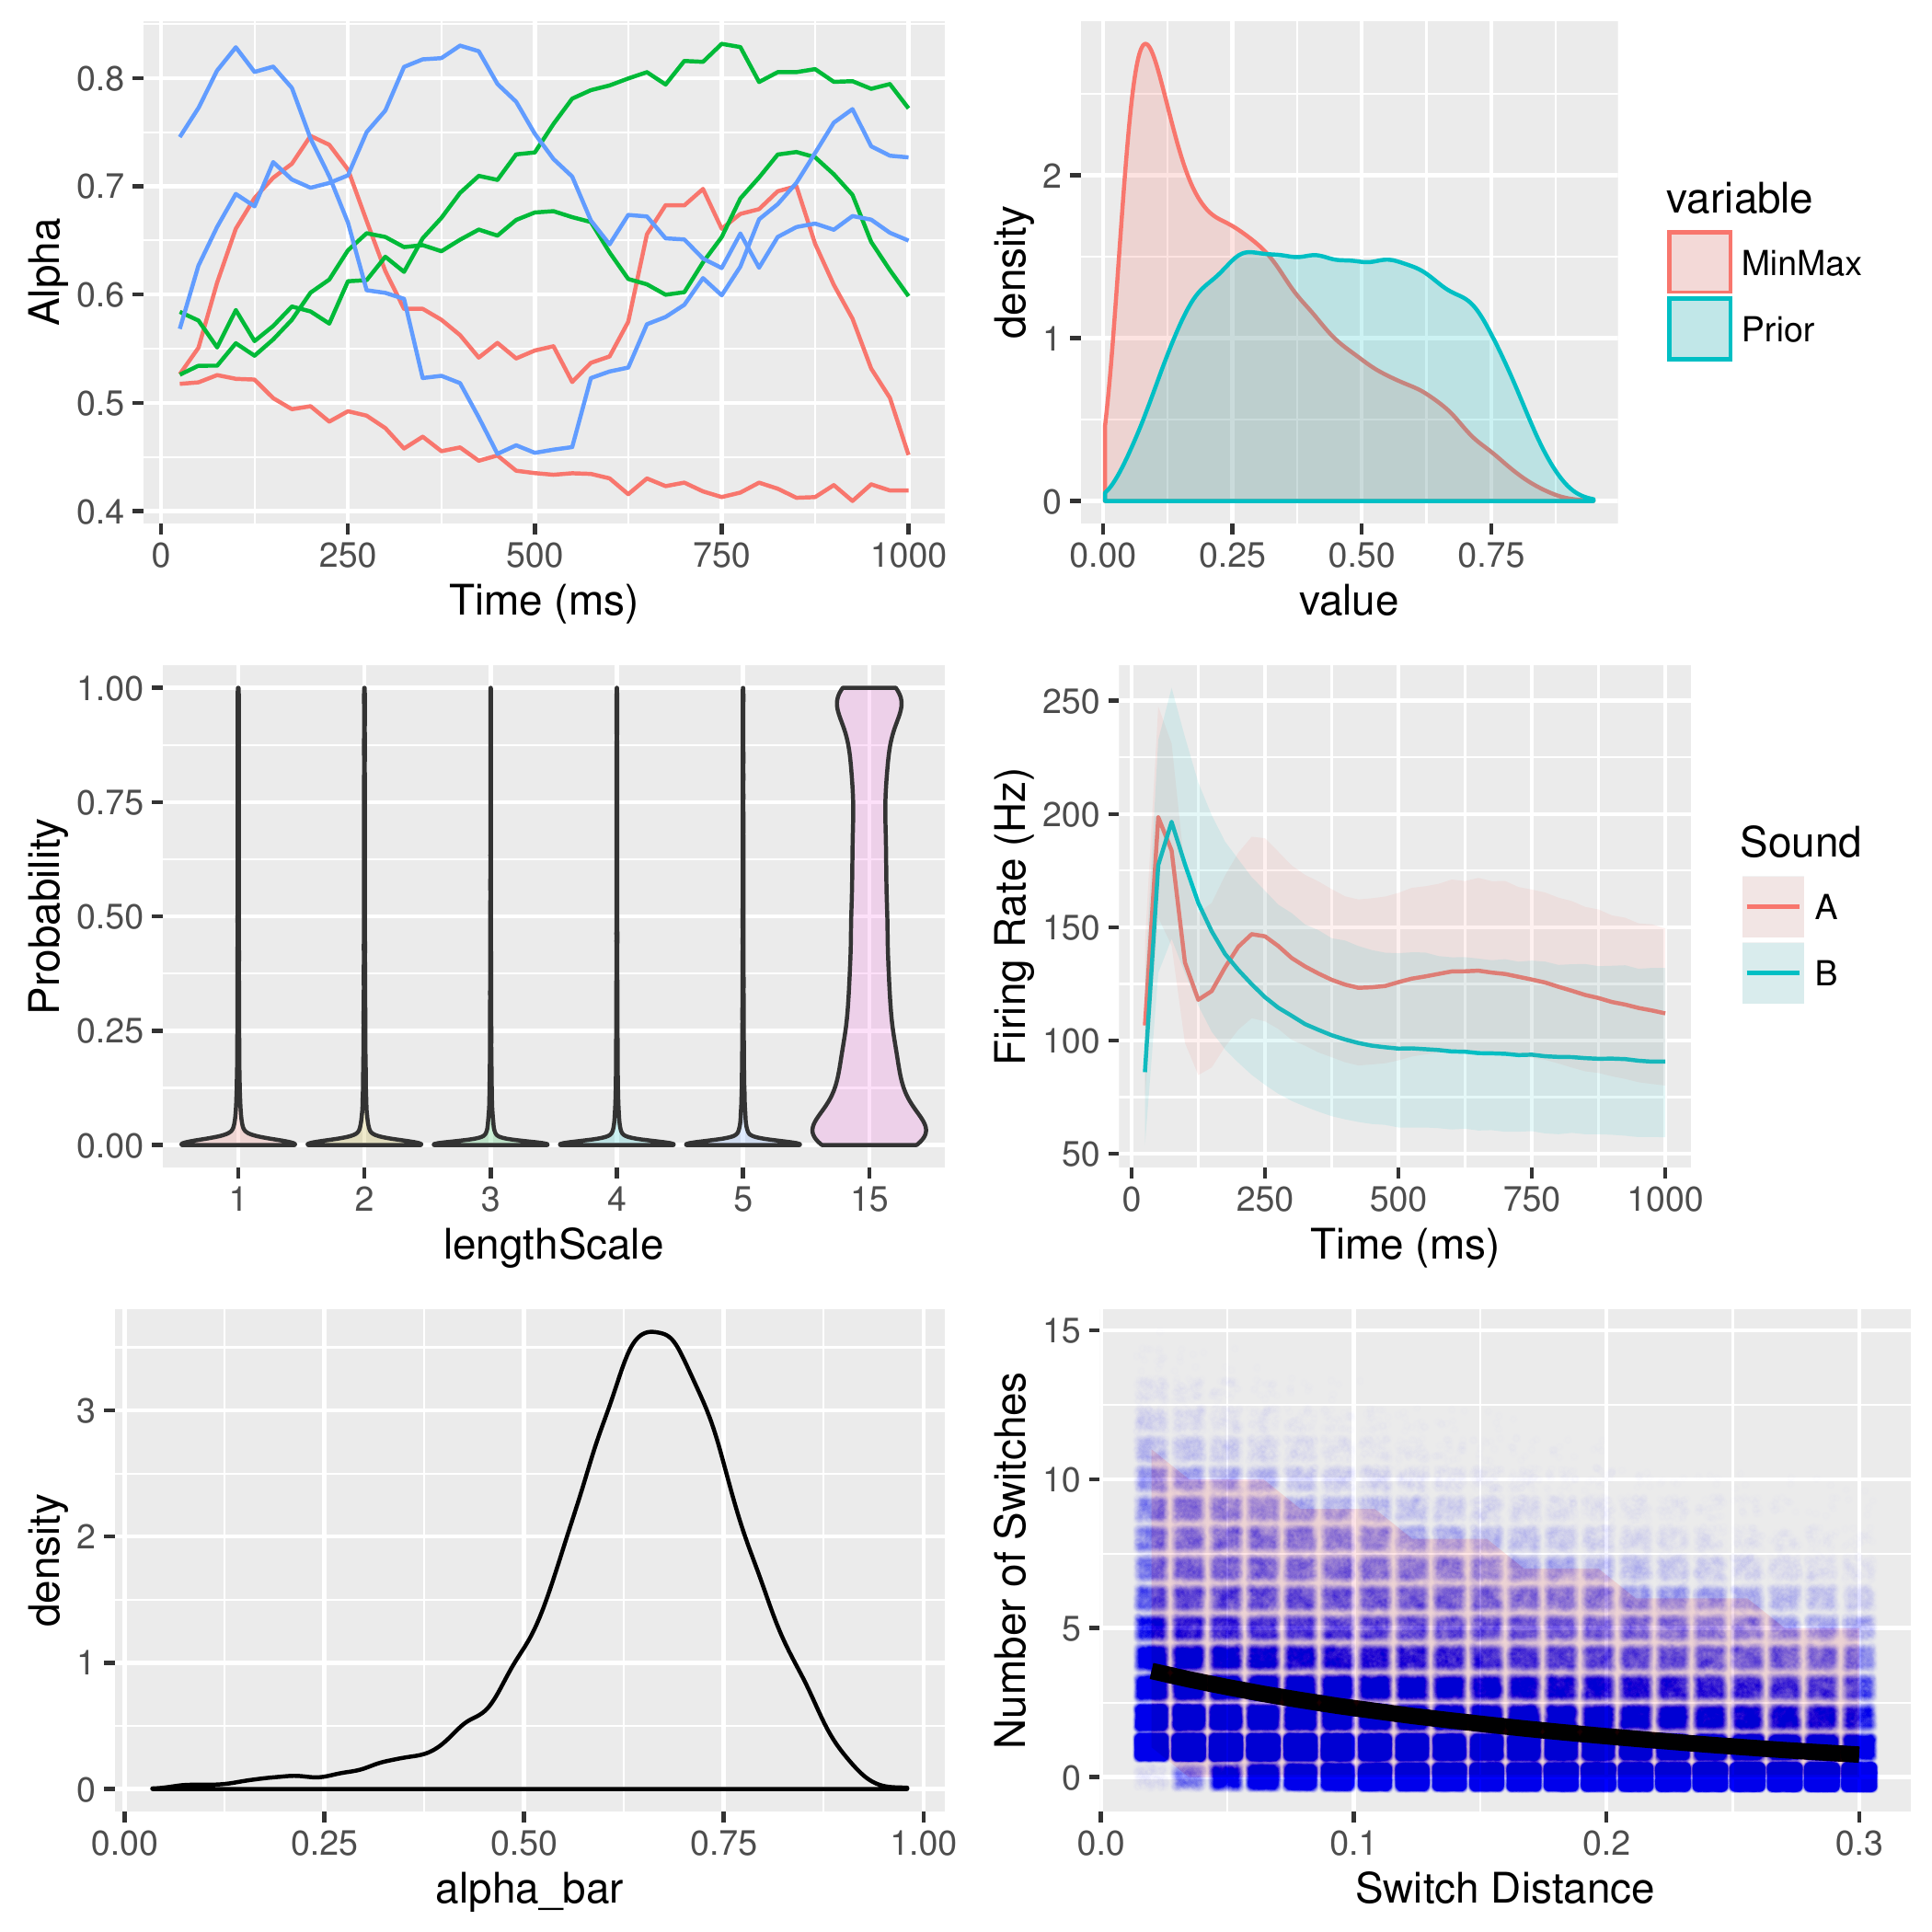 Alpha
0.8
0.7
0.6
0.5
0.4
0 250 500 750 1000
Time (ms)
density
2
1
0
0.00 0.25 0.50 0.75
value
variable
MinMax
Prior
Probability
1.00
0.75
0.50
0.25
0.00
1 2 3 4 5 15
lengthScale
Firing Rate (Hz)
250
200
150
100
50
0 250 500 750 1000
Time (ms)
Sound
A
B
density
3
2
1
0
0.00 0.25 0.50 0.75 1.00
alpha_bar
Number of Switches
15
10
5
0
0.0 0.1 0.2 0.3
Switch Distance